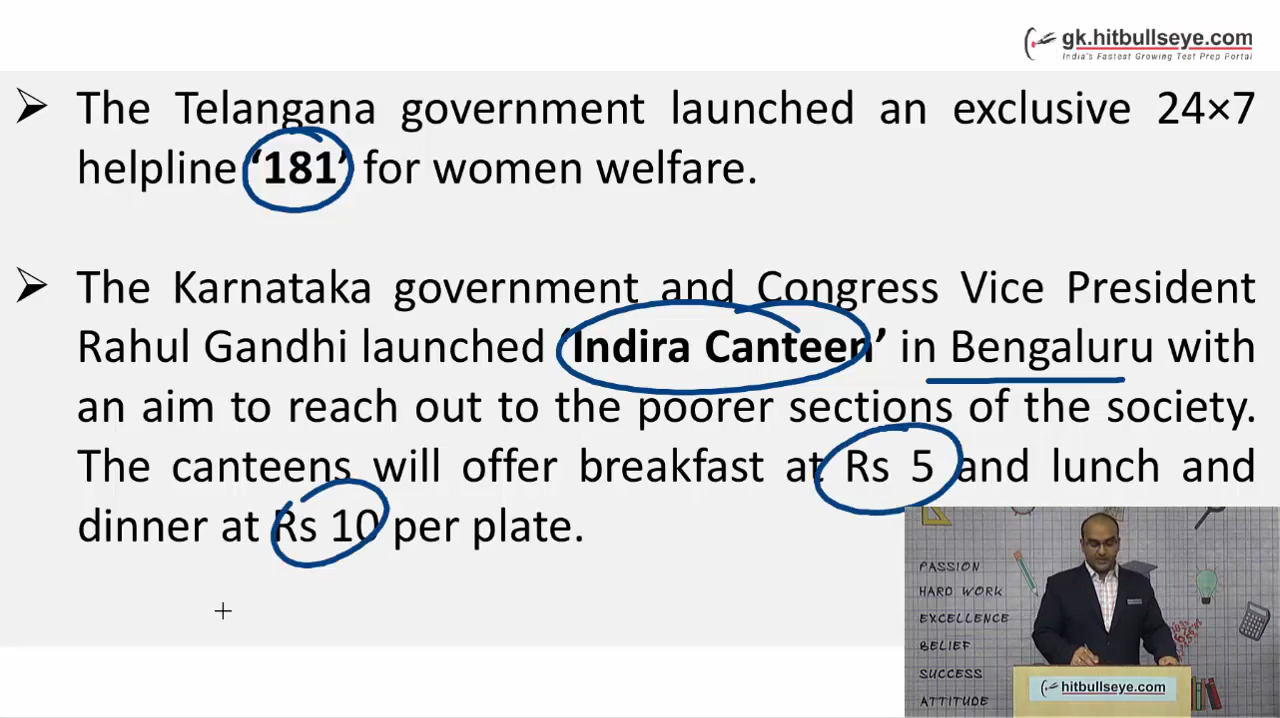 gk.hitbullseye.com
India's Fastest Growing Test Prep Portal
➢ The Telangana government launched an exclusive 24×7
helpline ‘181’ for women welfare.
➢ The Karnataka government and Congress Vice President
Rahul Gandhi launched ‘Indira Canteen’ in Bengaluru with
an aim to reach out to the poorer sections of the society.
The canteens will offer breakfast at Rs 5 and lunch and
dinner at Rs 10 per plate.
PASSION
HARD WORK
EXCELLENCE
BELIEF
SUCCESS
ATTITUDE
hitbullseye.com